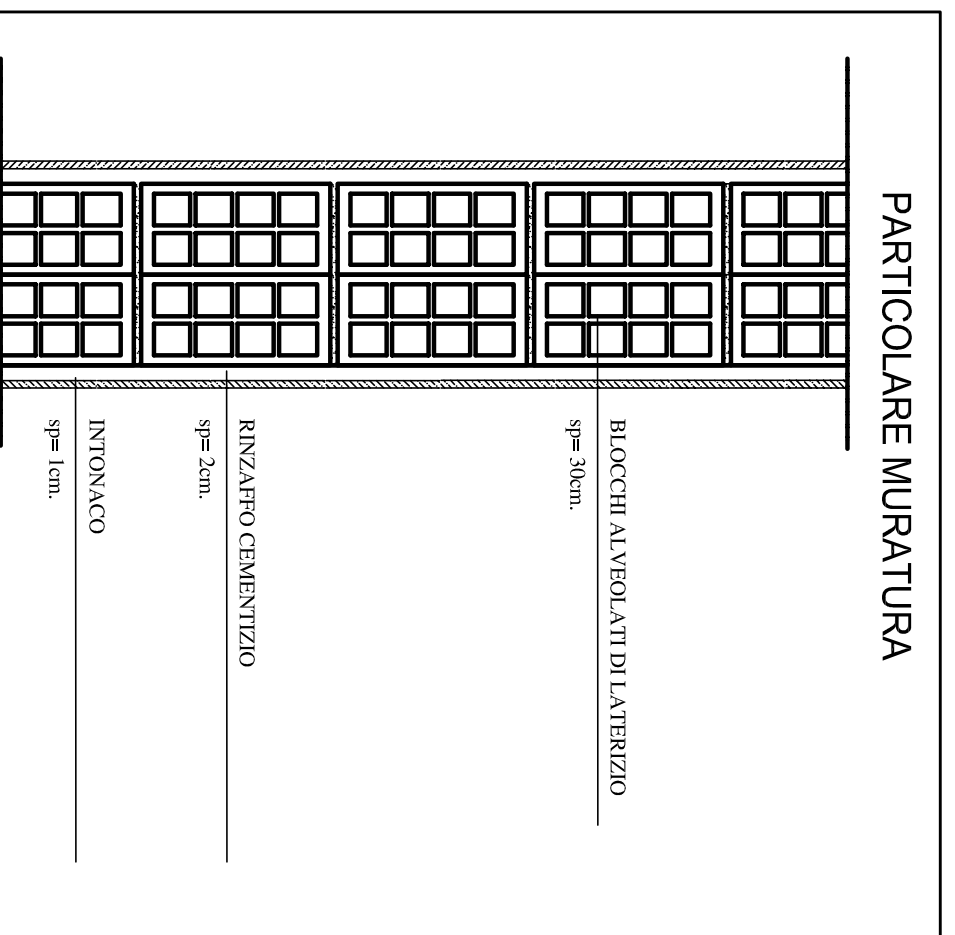 PARTICOLARE MURATURA
BLOCCHI ALVEOLATI DI LATERIZIO
sp= 30cm.
RINZAFFO CEMENTIZIO
sp= 2cm.
INTONACO
sp= 1cm.